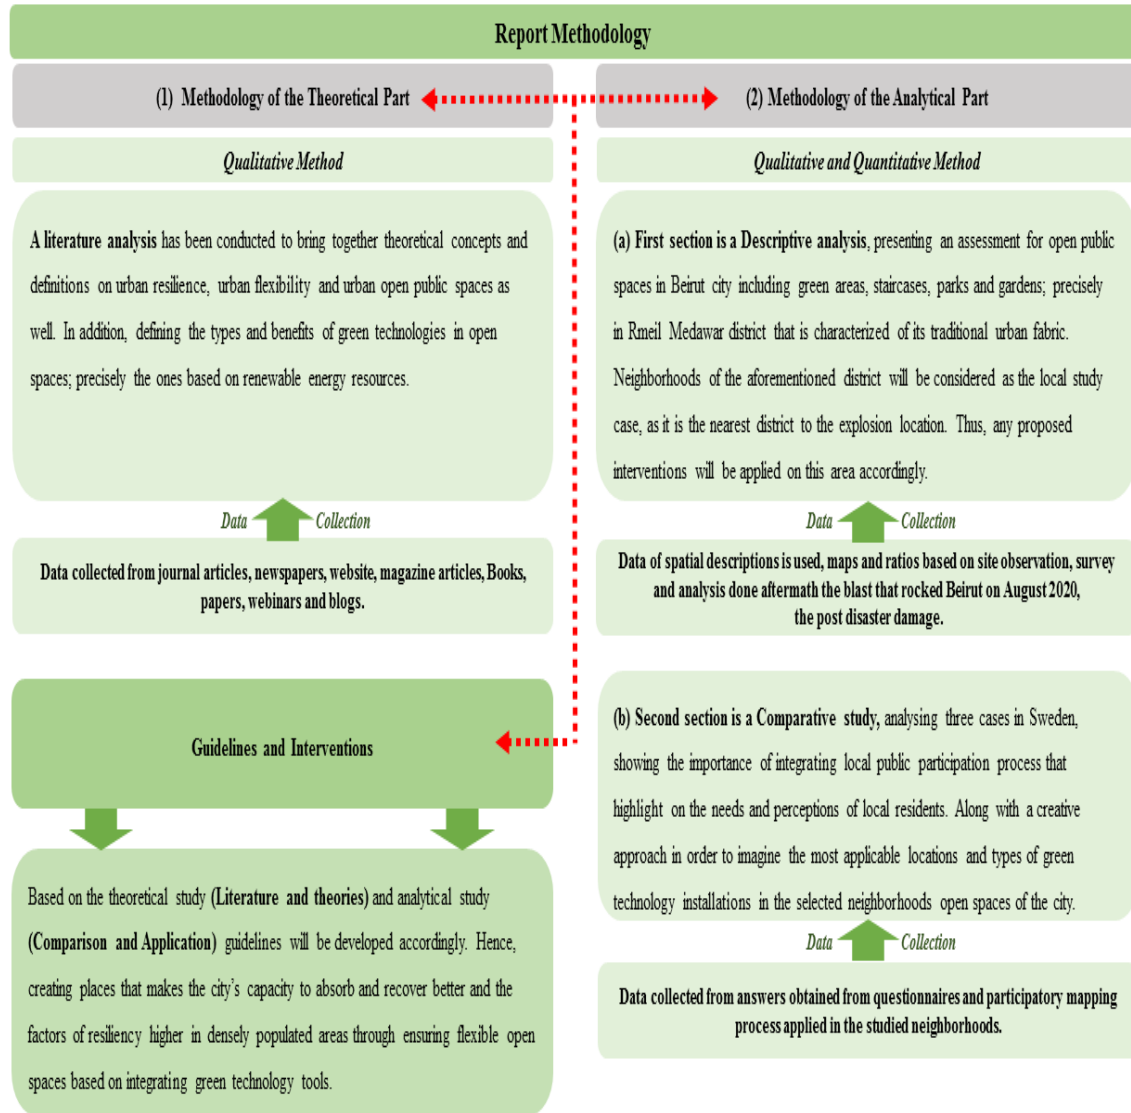 Report Methodology
(1) Methodology of the Theoretical Part
Qualitative Method
A literature analysis has been conducted to bring together theoretical concepts and
definitions on urban resilience, urban flexibility and urban open public spaces as
well. In addition, defining the types and benefits of green technologies in open
spaces; precisely the ones based on renewable energy resources.
Data Collection
Data collected from journal articles, newspapers, website, magazine articles, Books,
papers, webinars and blogs.
Guidelines and Interventions
Based on the theoretical study (Literature and theories) and analytical study
(Comparison and Application) guidelines will be developed accordingly. Hence,
creating places that makes the city's capacity to absorb and recover better and the
factors of resiliency higher in densely populated areas through ensuring flexible open
spaces based on integrating green technology tools.
(2) Methodology of the Analytical Part
Qualitative and Quantitative Method
(a) First section is a Descriptive analysis, presenting an assessment for open public
spaces in Beirut city including green areas, staircases, parks and gardens; precisely
in Rmeil Medawar district that is characterized of its traditional urban fabric.
Neighborhoods of the aforementioned district will be considered as the local study
case, as it is the nearest district to the explosion location. Thus, any proposed
interventions will be applied on this area accordingly.
Data Collection
Data of spatial descriptions is used, maps and ratios based on site observation, survey
and analysis done aftermath the blast that rocked Beirut on August 2020,
the post disaster damage.
(b) Second section is a Comparative study, analysing three cases in Sweden,
showing the importance of integrating local public participation process that
highlight on the needs and perceptions of local residents. Along with a creative
approach in order to imagine the most applicable locations and types of green
technology installations in the selected neighborhoods open spaces of the city.
Data Collection
Data collected from answers obtained from questionnaires and participatory mapping
process applied in the studied neighborhoods.